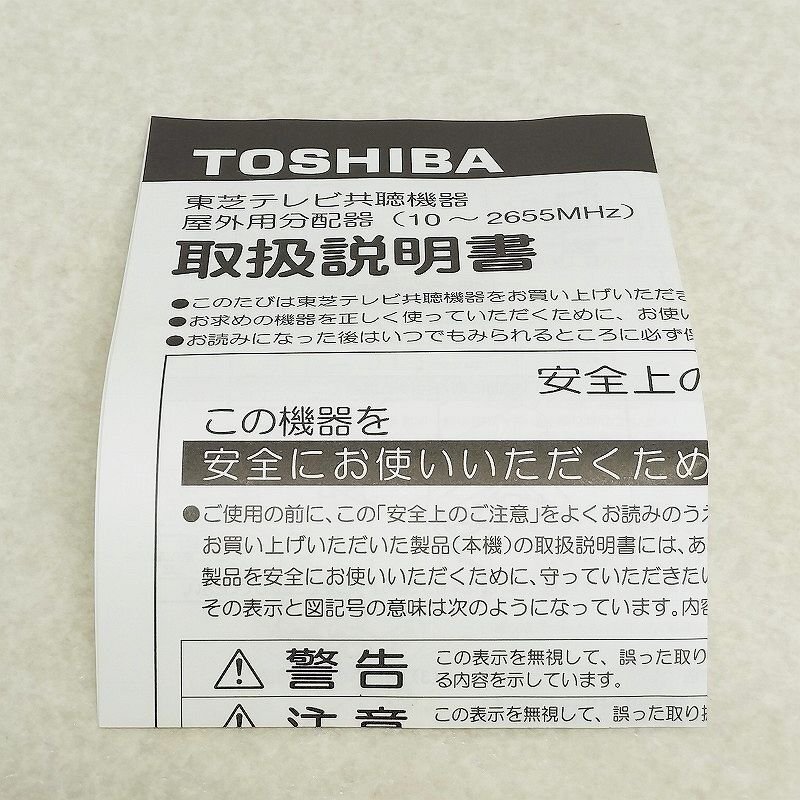 TOSHIBA
東芝テレビ共聴機器
屋外用分配器（10～2655MHz）
取扱説明書
●このたびは東芝テレビ共聴機器をお買い上げいただき
●お求めの機器を正しく使っていただくために、お使い
●お読みになった後はいつでもみられるところに必ず保
安全上の
この機器を
安全にお使いいただくため
●ご使用の前に、この「安全上のご注意」をよくお読みのうえ
お買い上げいただいた製品（本機）の取扱説明書には、あ
製品を安全にお使いいただくために、守っていただきたい
その表示と図記号の意味は次のようになっています。内容
警告
この表示を無視して、誤った取り
る内容を示しています。
注意
この表示を無視して、誤った取り扱